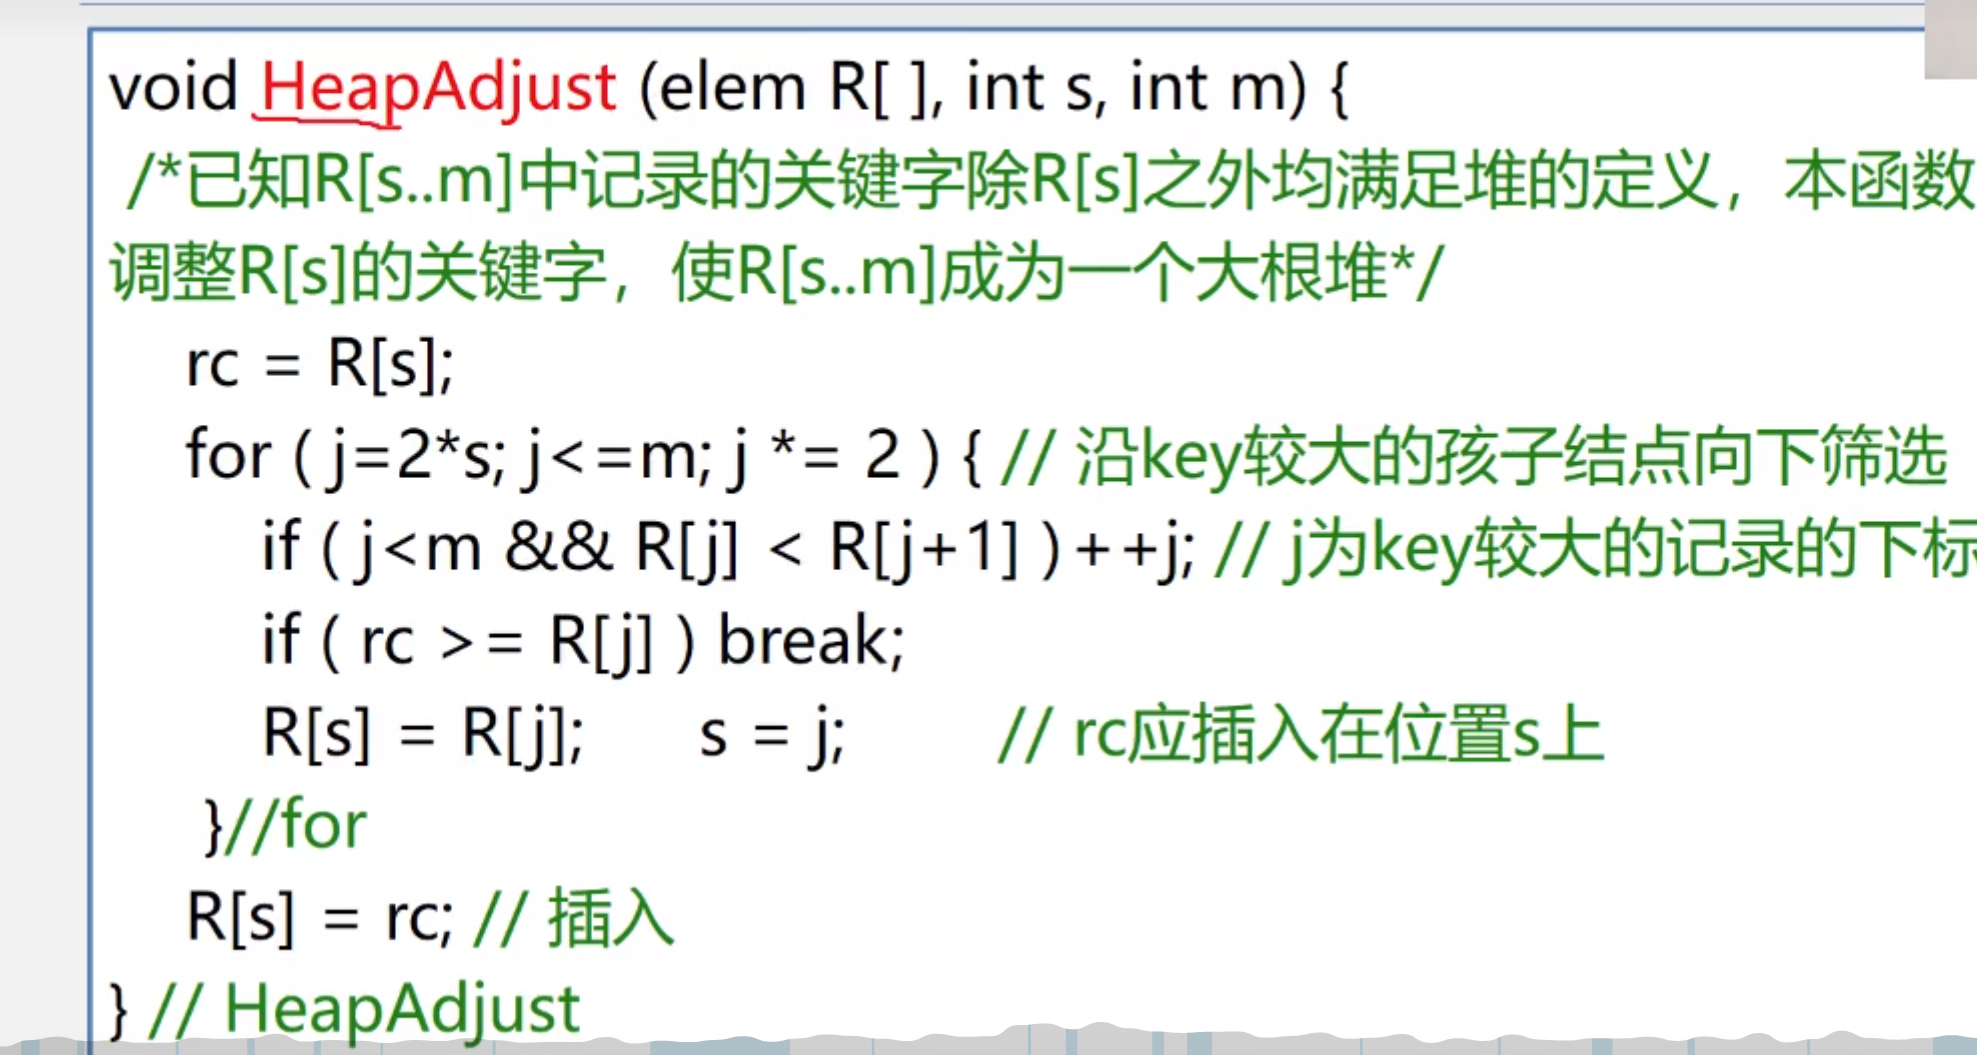 void HeapAdjust (elem R[ ], int s, int m) {
/*已知R[s..m]中记录的关键字除R[s]之外均满足堆的定义，本函数
调整R[s]的关键字，使R[s..m]成为一个大根堆*/
rc = R[s];
for ( j=2*s; j<=m; j *= 2 ) { // 沿key较大的孩子结点向下筛选
if ( j<m && R[j] < R[j+1] ) ++j; // j为key较大的记录的下标
if ( rc >= R[j] ) break;
R[s] = R[j]; s = j; // rc应插入在位置s上
}//for
R[s] = rc; // 插入
} // HeapAdjust